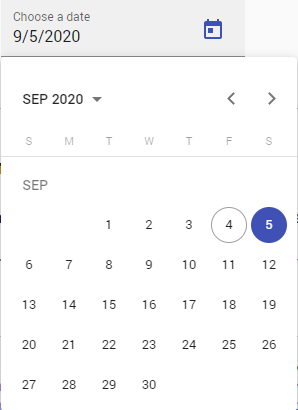 Choose a date
9/5/2020
SEP 2020
S M T W T F S
SEP
1 2 3 4 5
6 7 8 9 10 11 12
13 14 15 16 17 18 19
20 21 22 23 24 25 26
27 28 29 30